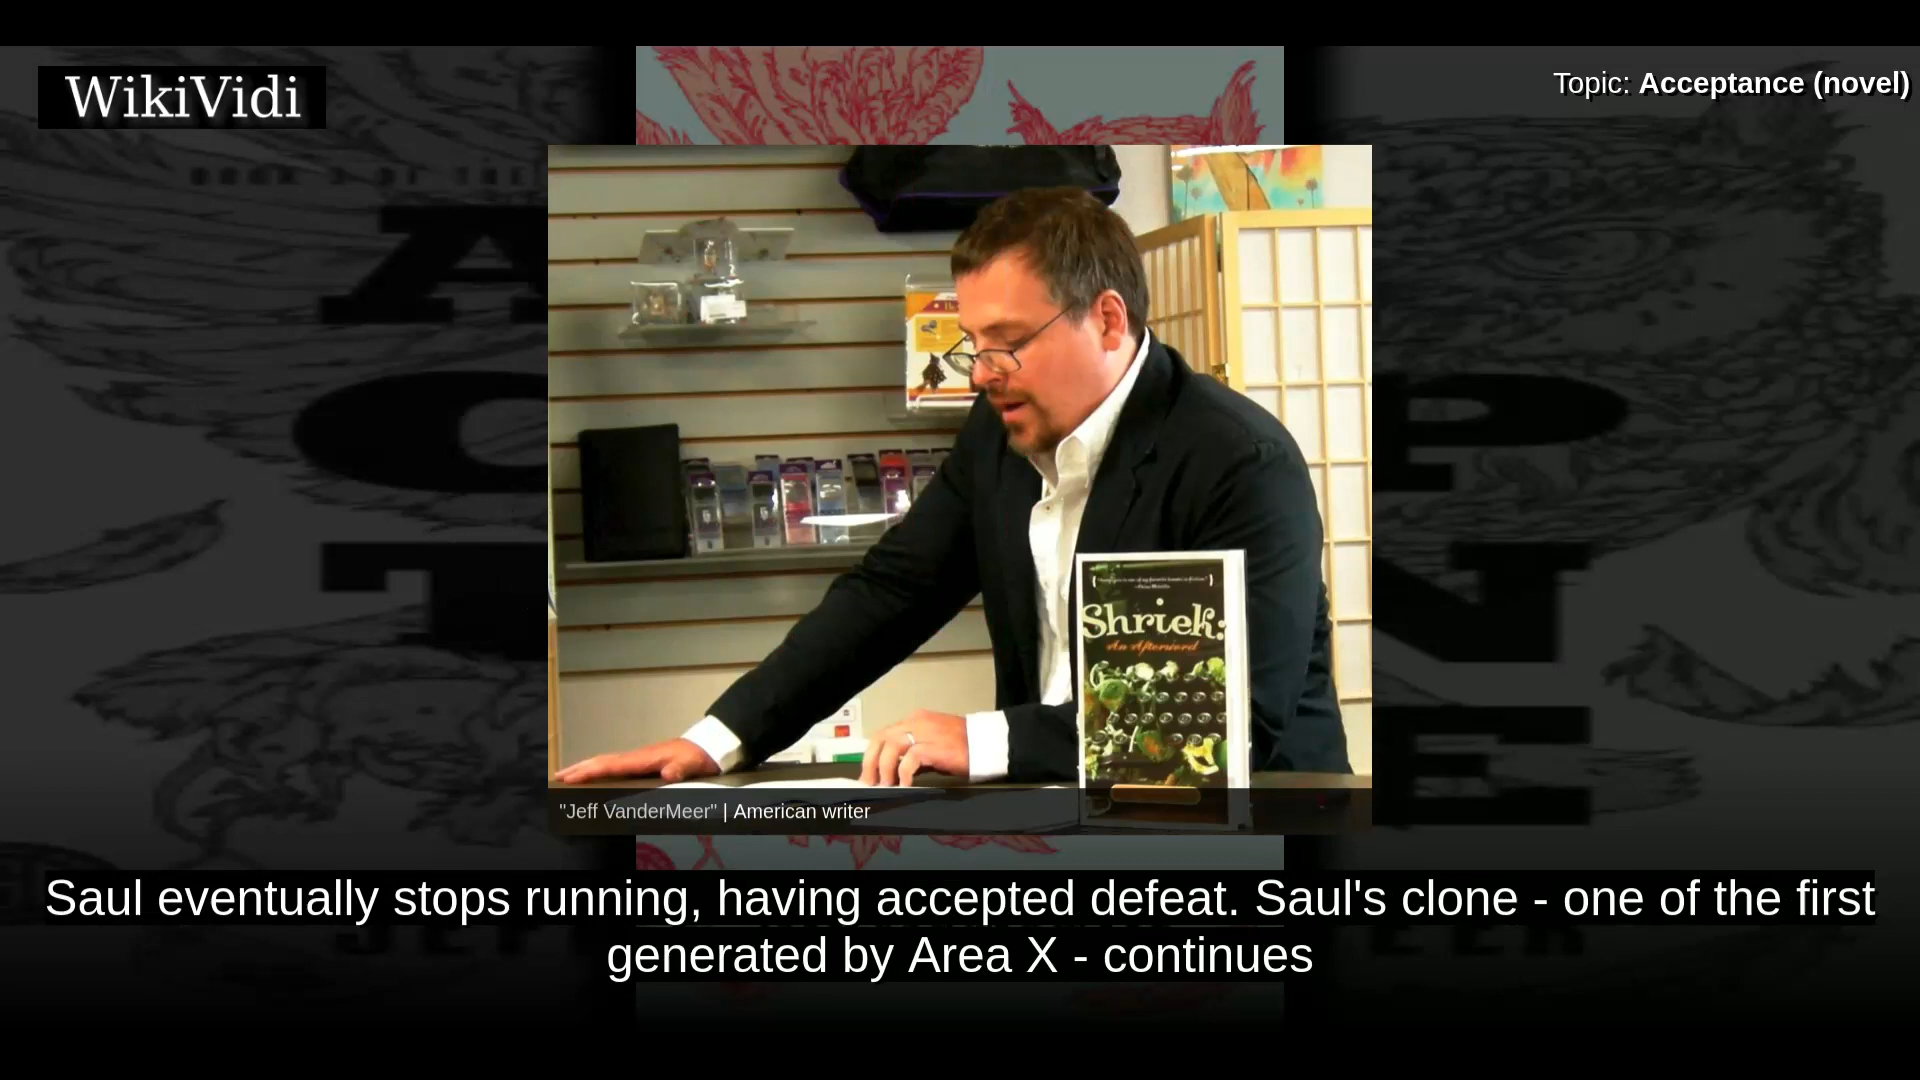 WikiVidi
Topic: Acceptance (novel)
Shriek:
An Afterword
"Jeff VanderMeer" | American writer
Saul eventually stops running, having accepted defeat. Saul's clone - one of the first
generated by Area X - continues